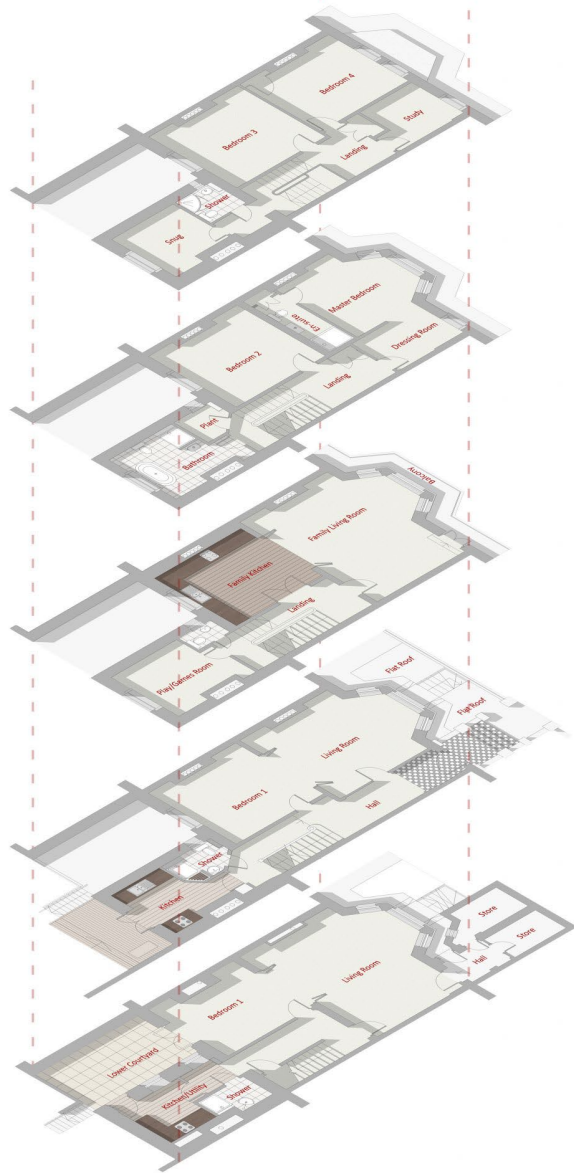 Bedroom 4
Bedroom 3
Study
Landing
Shower
Snug
Master Bedroom
En-suite
Dressing Room
Bedroom 2
Landing
Plant
Bathroom
Balcony
Family Living Room
Family Kitchen
Landing
Play/Games Room
Flat Roof
Flat Roof
Living Room
Bedroom 1
Hall
Shower
Kitchen
Store
Store
Hall
Living Room
Bedroom 1
Lower Courtyard
Kitchen/Utility
Shower